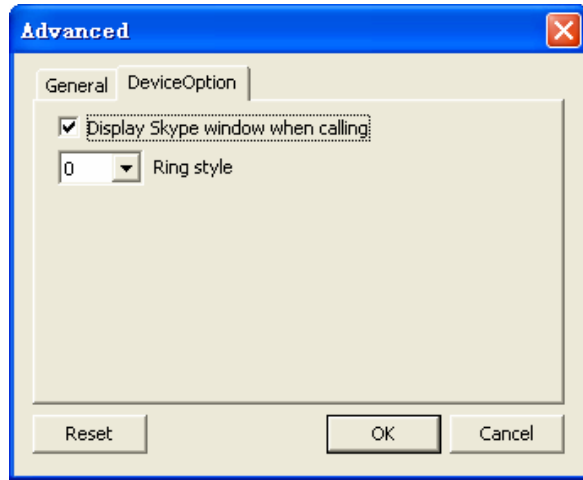 Advanced
General DeviceOption
Display Skype window when calling
0 Ring style
Reset OK Cancel